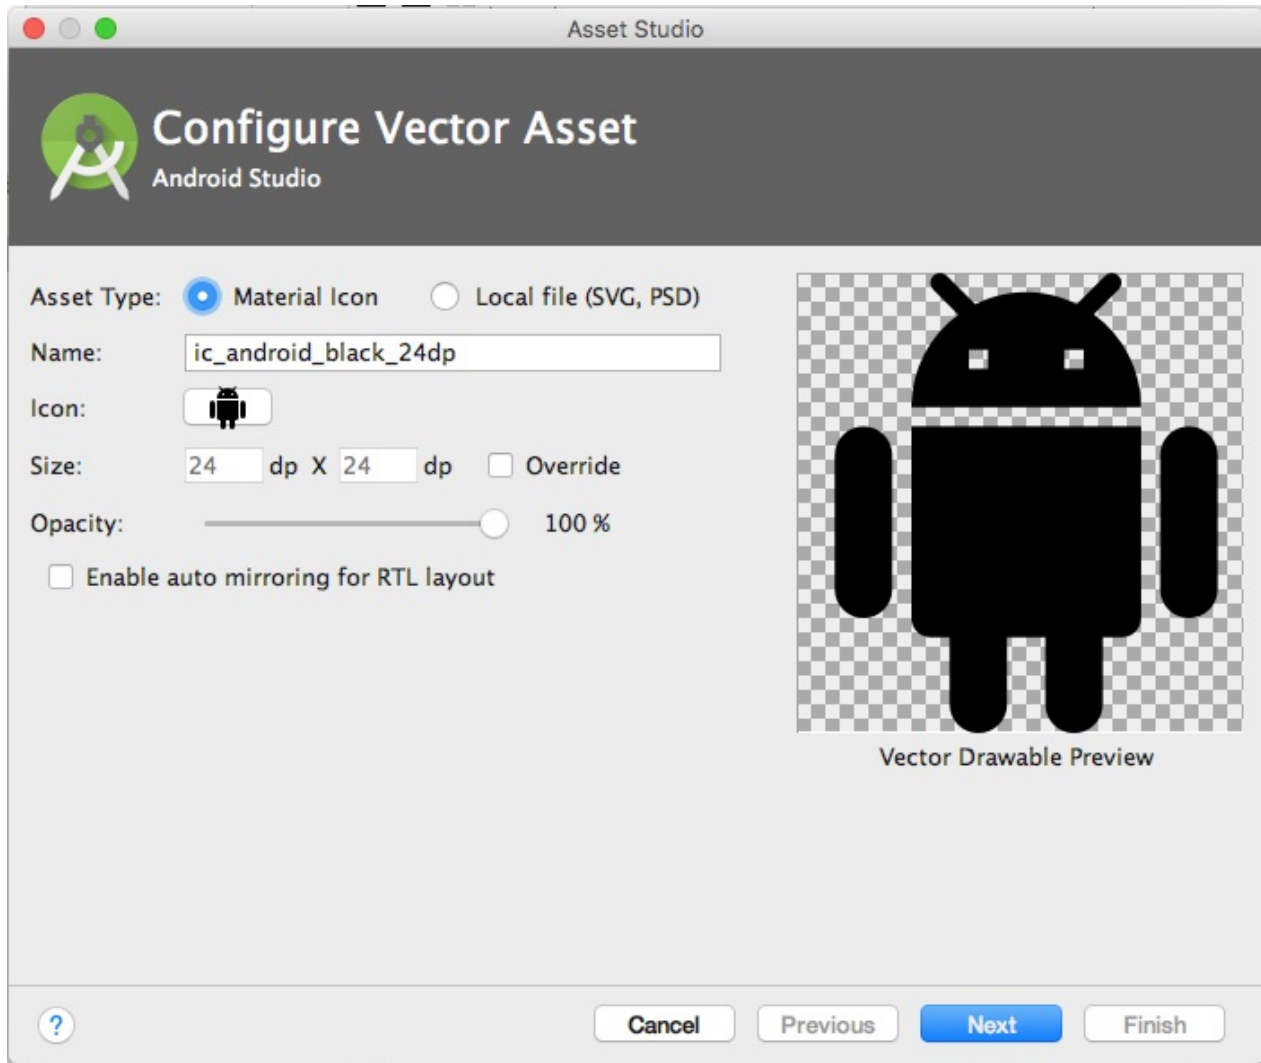 Asset Studio
Configure Vector Asset
Android Studio
Asset Type: Material Icon Local file (SVG, PSD)
Name: ic_android_black_24dp
Icon:
Size: 24 dp X 24 dp Override
Opacity: 100 %
Enable auto mirroring for RTL layout
Vector Drawable Preview
? Cancel Previous Next Finish